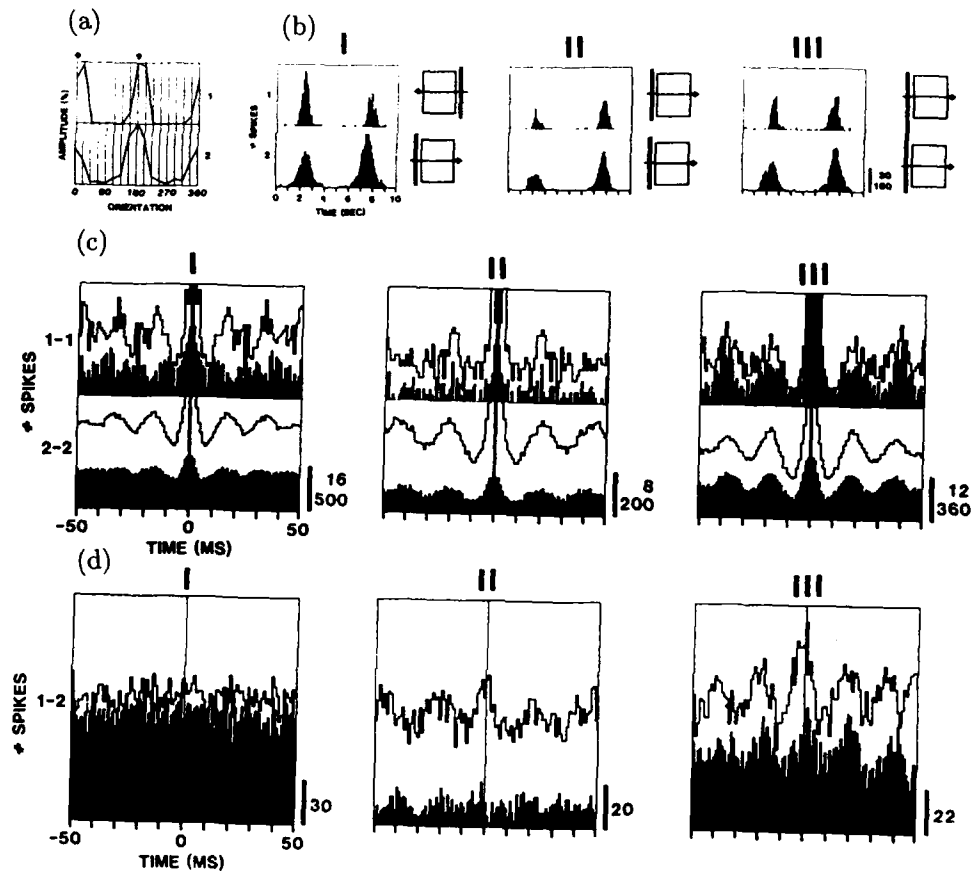 (a)
AMPLITUDE (%)
1
2
0 90 180 270 360
ORIENTATION
(b)
I II III
+ SPIKES
1
2
0 2 4 6 8 10
TIME (SEC)
30
180
(c)
I II III
+ SPIKES
1-1
2-2
16
500
8
200
12
360
-50 0 50
TIME (MS)
(d)
I II III
+ SPIKES
1-2
30
20
22
-50 0 50
TIME (MS)